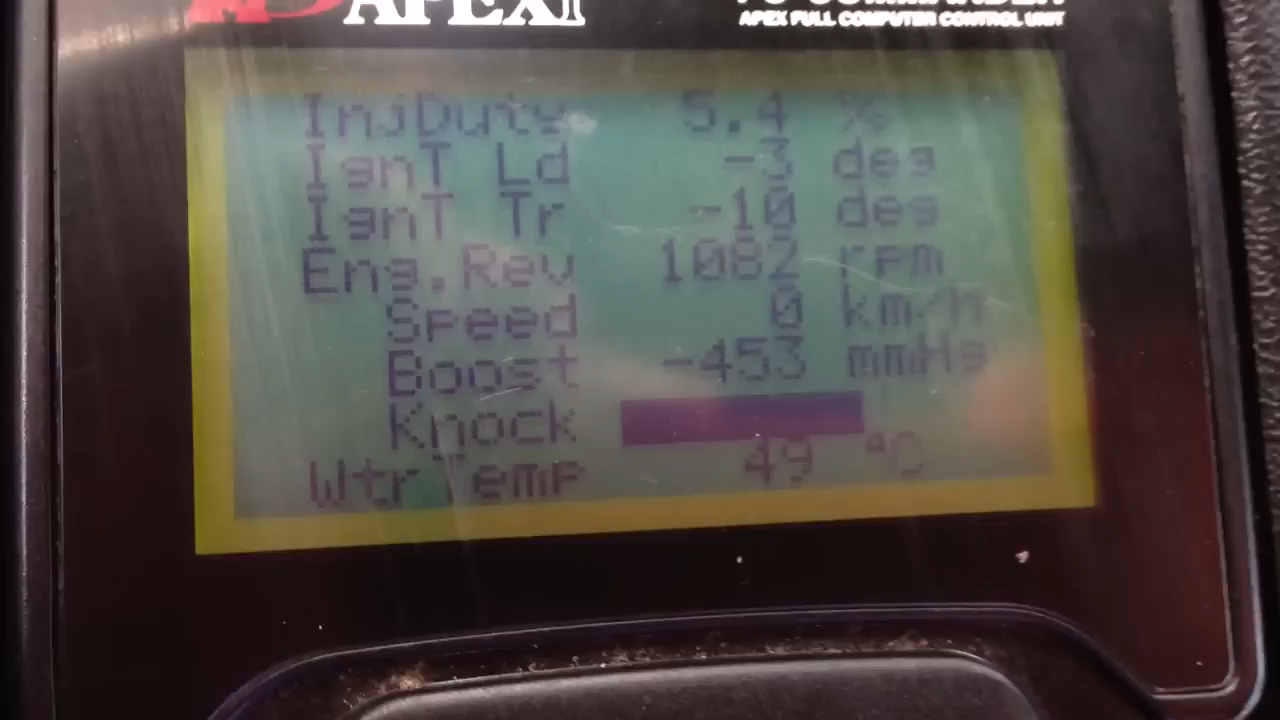 APEXi
APEX FULL COMPUTER CONTROL UNIT
InjDuty 5.4 %
IgnT Ld -3 deg
IgnT Tr -10 deg
Eng.Rev 1082 rpm
Speed 0 km/h
Boost -453 mmHg
Knock
WtrTemp 49 °C